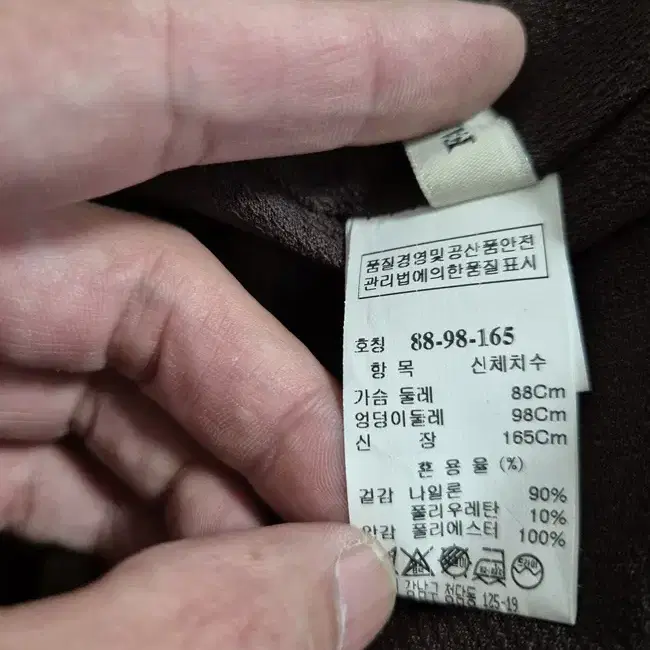 품질경영및공산품안전
관리법에의한품질표시
호칭 88-98-165
항 목 신체치수
가슴 둘레 88Cm
엉덩이둘레 98Cm
신 장 165Cm
혼 용 율 (%)
겉감 나일론 90%
폴리우레탄 10%
안감 폴리에스터 100%
드라이
강남구 청담동 125-19